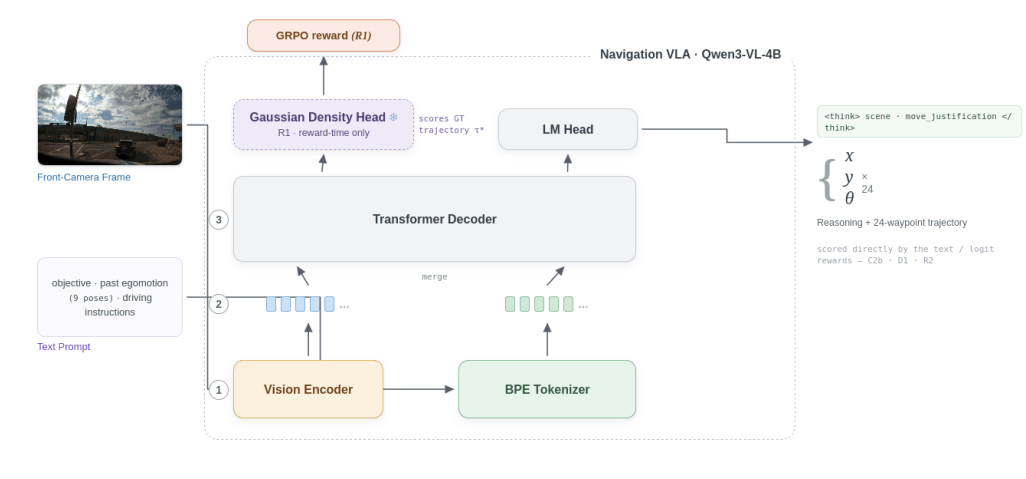 GRPO reward (R1)
Navigation VLA · Qwen3-VL-4B
Gaussian Density Head ❄
R1 · reward-time only
scores GT
trajectory τ*
LM Head
<think> scene · move_justification </
think>
{ x
y
θ
×
24
Reasoning + 24-waypoint trajectory
scored directly by the text / logit
rewards — C2b · D1 · R2
Front-Camera Frame
3
Transformer Decoder
merge
objective · past egomotion
(9 poses) · driving
instructions
Text Prompt
2
...
...
1
Vision Encoder
BPE Tokenizer